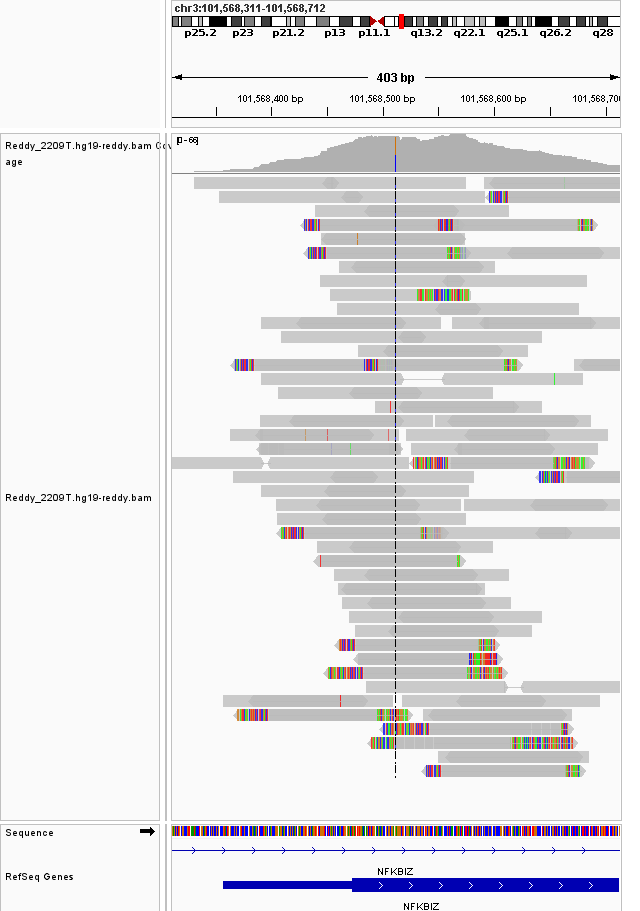 chr3:101,568,311-101,568,712
p25.2 p23 p21.2 p13 p11.1 q13.2 q22.1 q25.1 q26.2 q28
403 bp
101,568,400 bp 101,568,500 bp 101,568,600 bp 101,568,700
Reddy_2209T.hg19-reddy.bam Cov
age
[0-66]
Reddy_2209T.hg19-reddy.bam
Sequence
RefSeq Genes
NFKBIZ
NFKBIZ